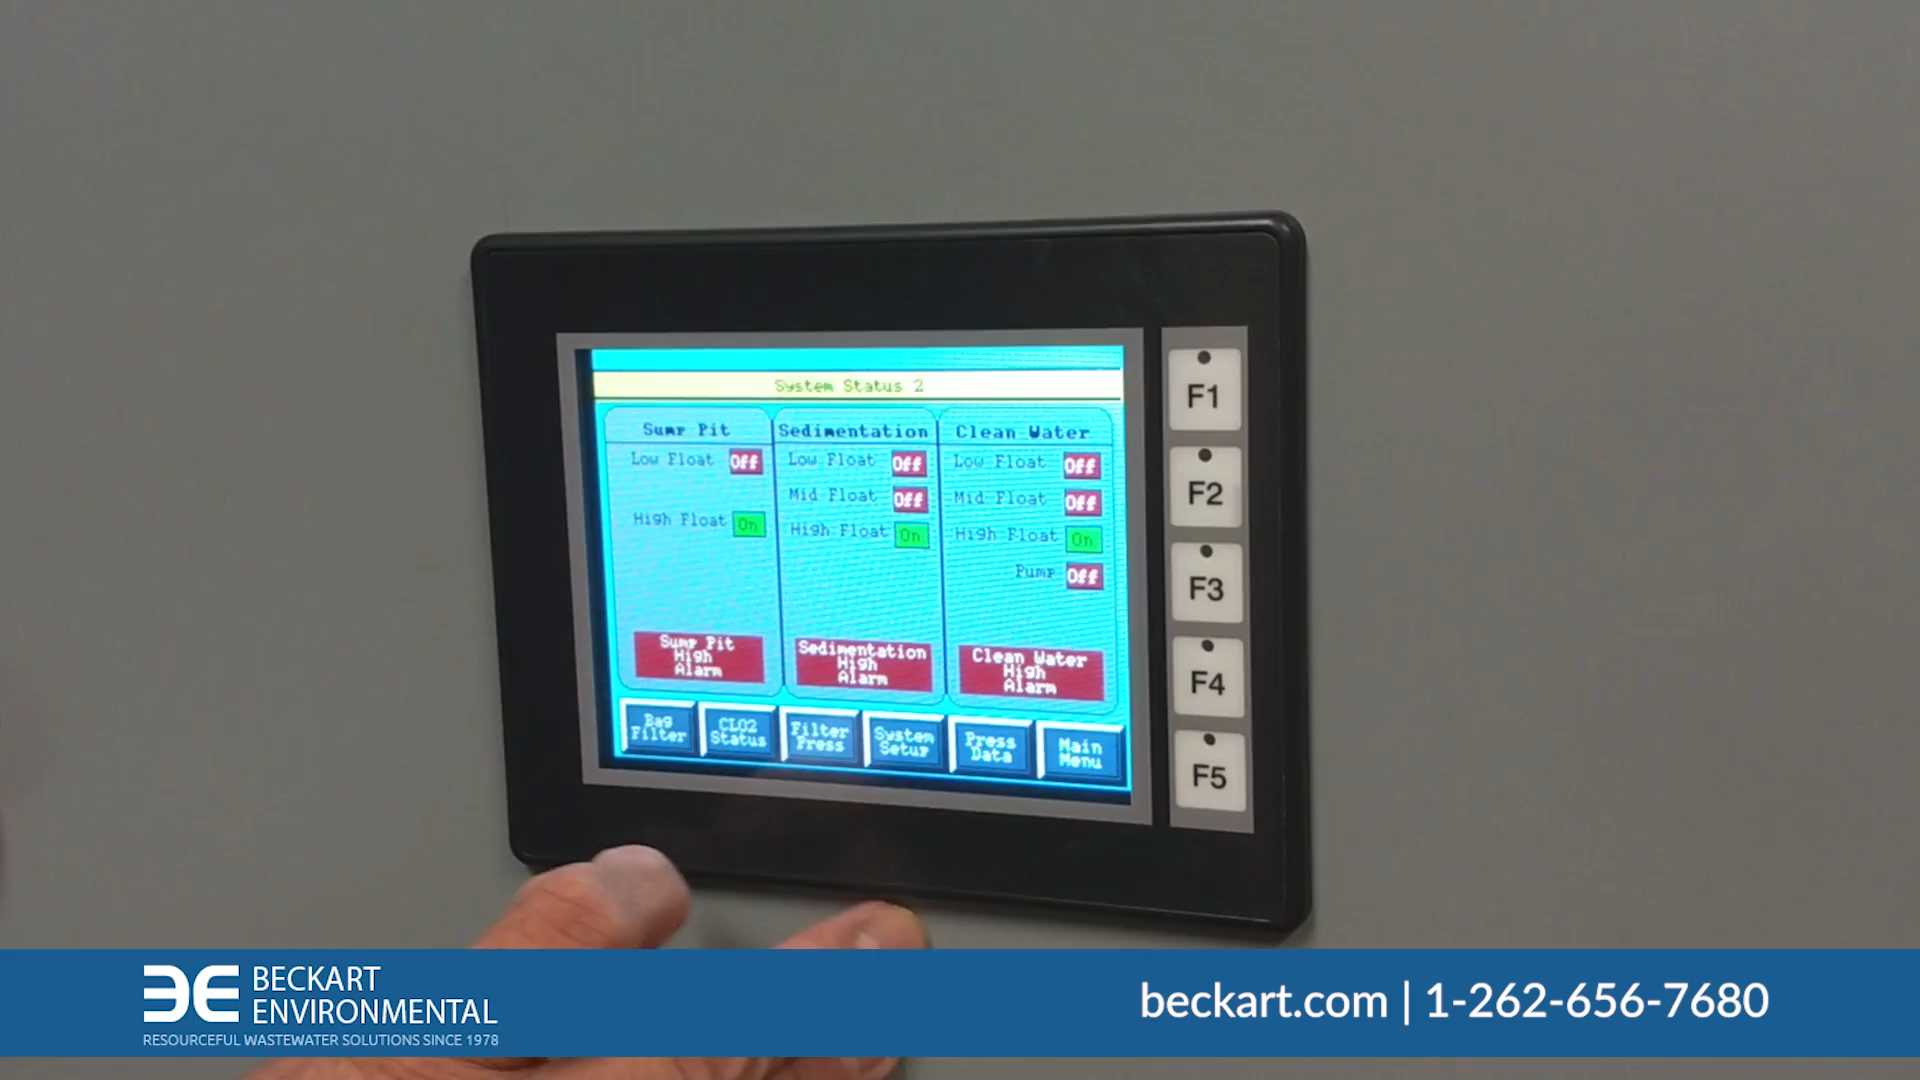 System Status 2
Sump Pit
Low Float Off
High Float On
Sump Pit
High
Alarm
Sedimentation
Low Float Off
Mid Float Off
High Float On
Sedimentation
High
Alarm
Clean Water
Low Float Off
Mid Float Off
High Float On
Pump Off
Clean Water
High
Alarm
Bag
Filter
CLO2
Status
Filter
Press
System
Setup
Press
Data
Main
Menu
F1
F2
F3
F4
F5
BECKART
ENVIRONMENTAL
RESOURCEFUL WASTEWATER SOLUTIONS SINCE 1978
beckart.com | 1-262-656-7680